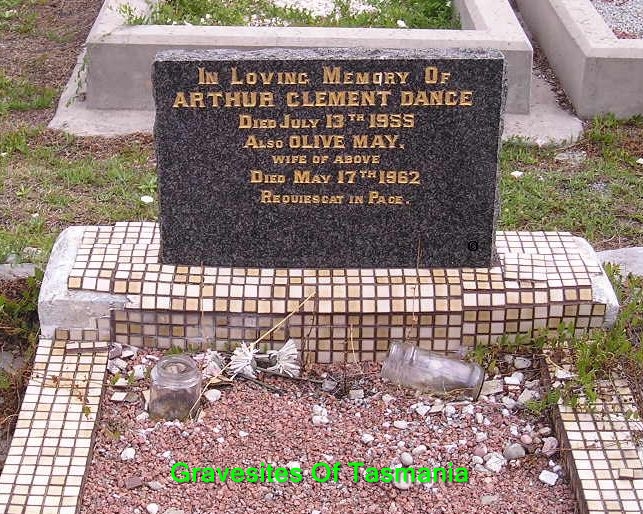 In Loving Memory Of
ARTHUR CLEMENT DANCE
Died July 13th 1955
Also OLIVE MAY,
WIFE OF ABOVE
Died May 17th 1962
Requiescat in Pace.
Gravesites Of Tasmania